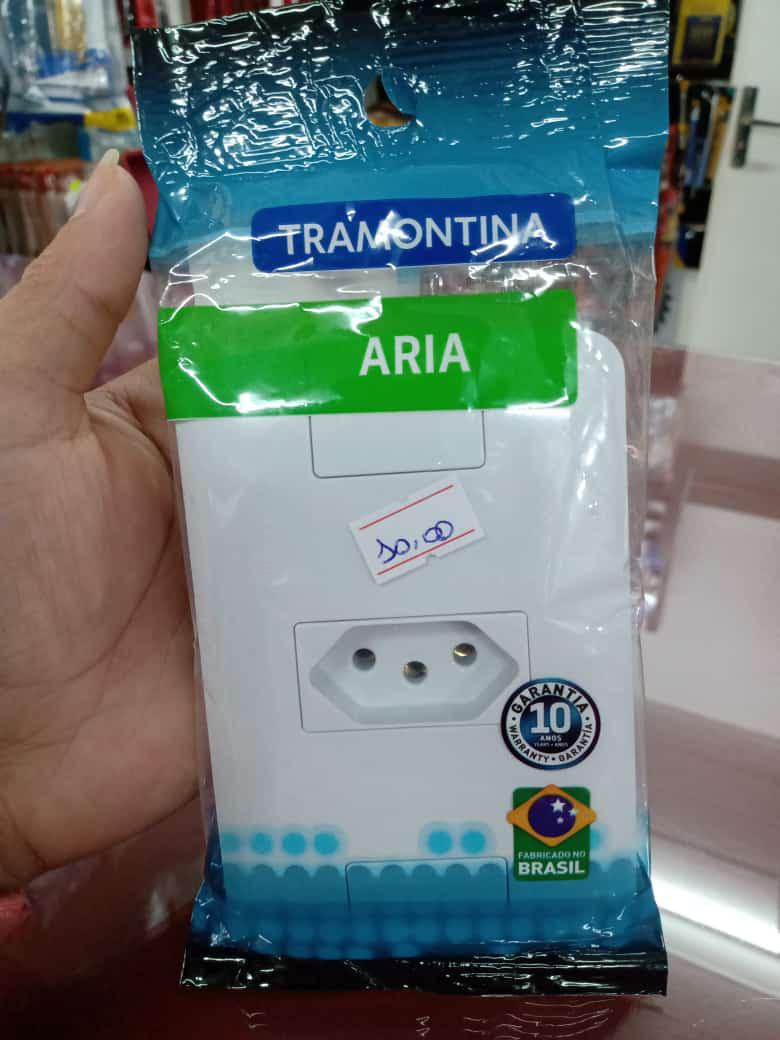 TRAMONTINA
ARIA
10,00
GARANTIA
10
ANOS
YEARS • AÑOS
WARRANTY • GARANTÍA
FABRICADO NO
BRASIL